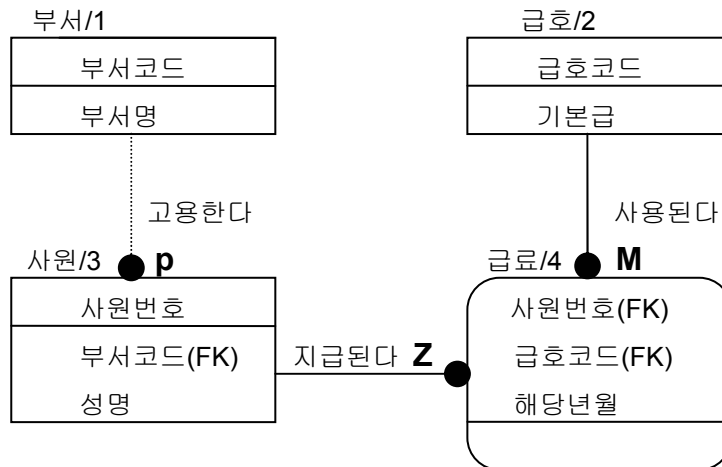 부서/1
부서코드
부서명
급호/2
급호코드
기본급
고용한다
사용된다
사원/3 p
사원번호
부서코드(FK)
성명
지급된다 Z
급료/4 M
사원번호(FK)
급호코드(FK)
해당년월